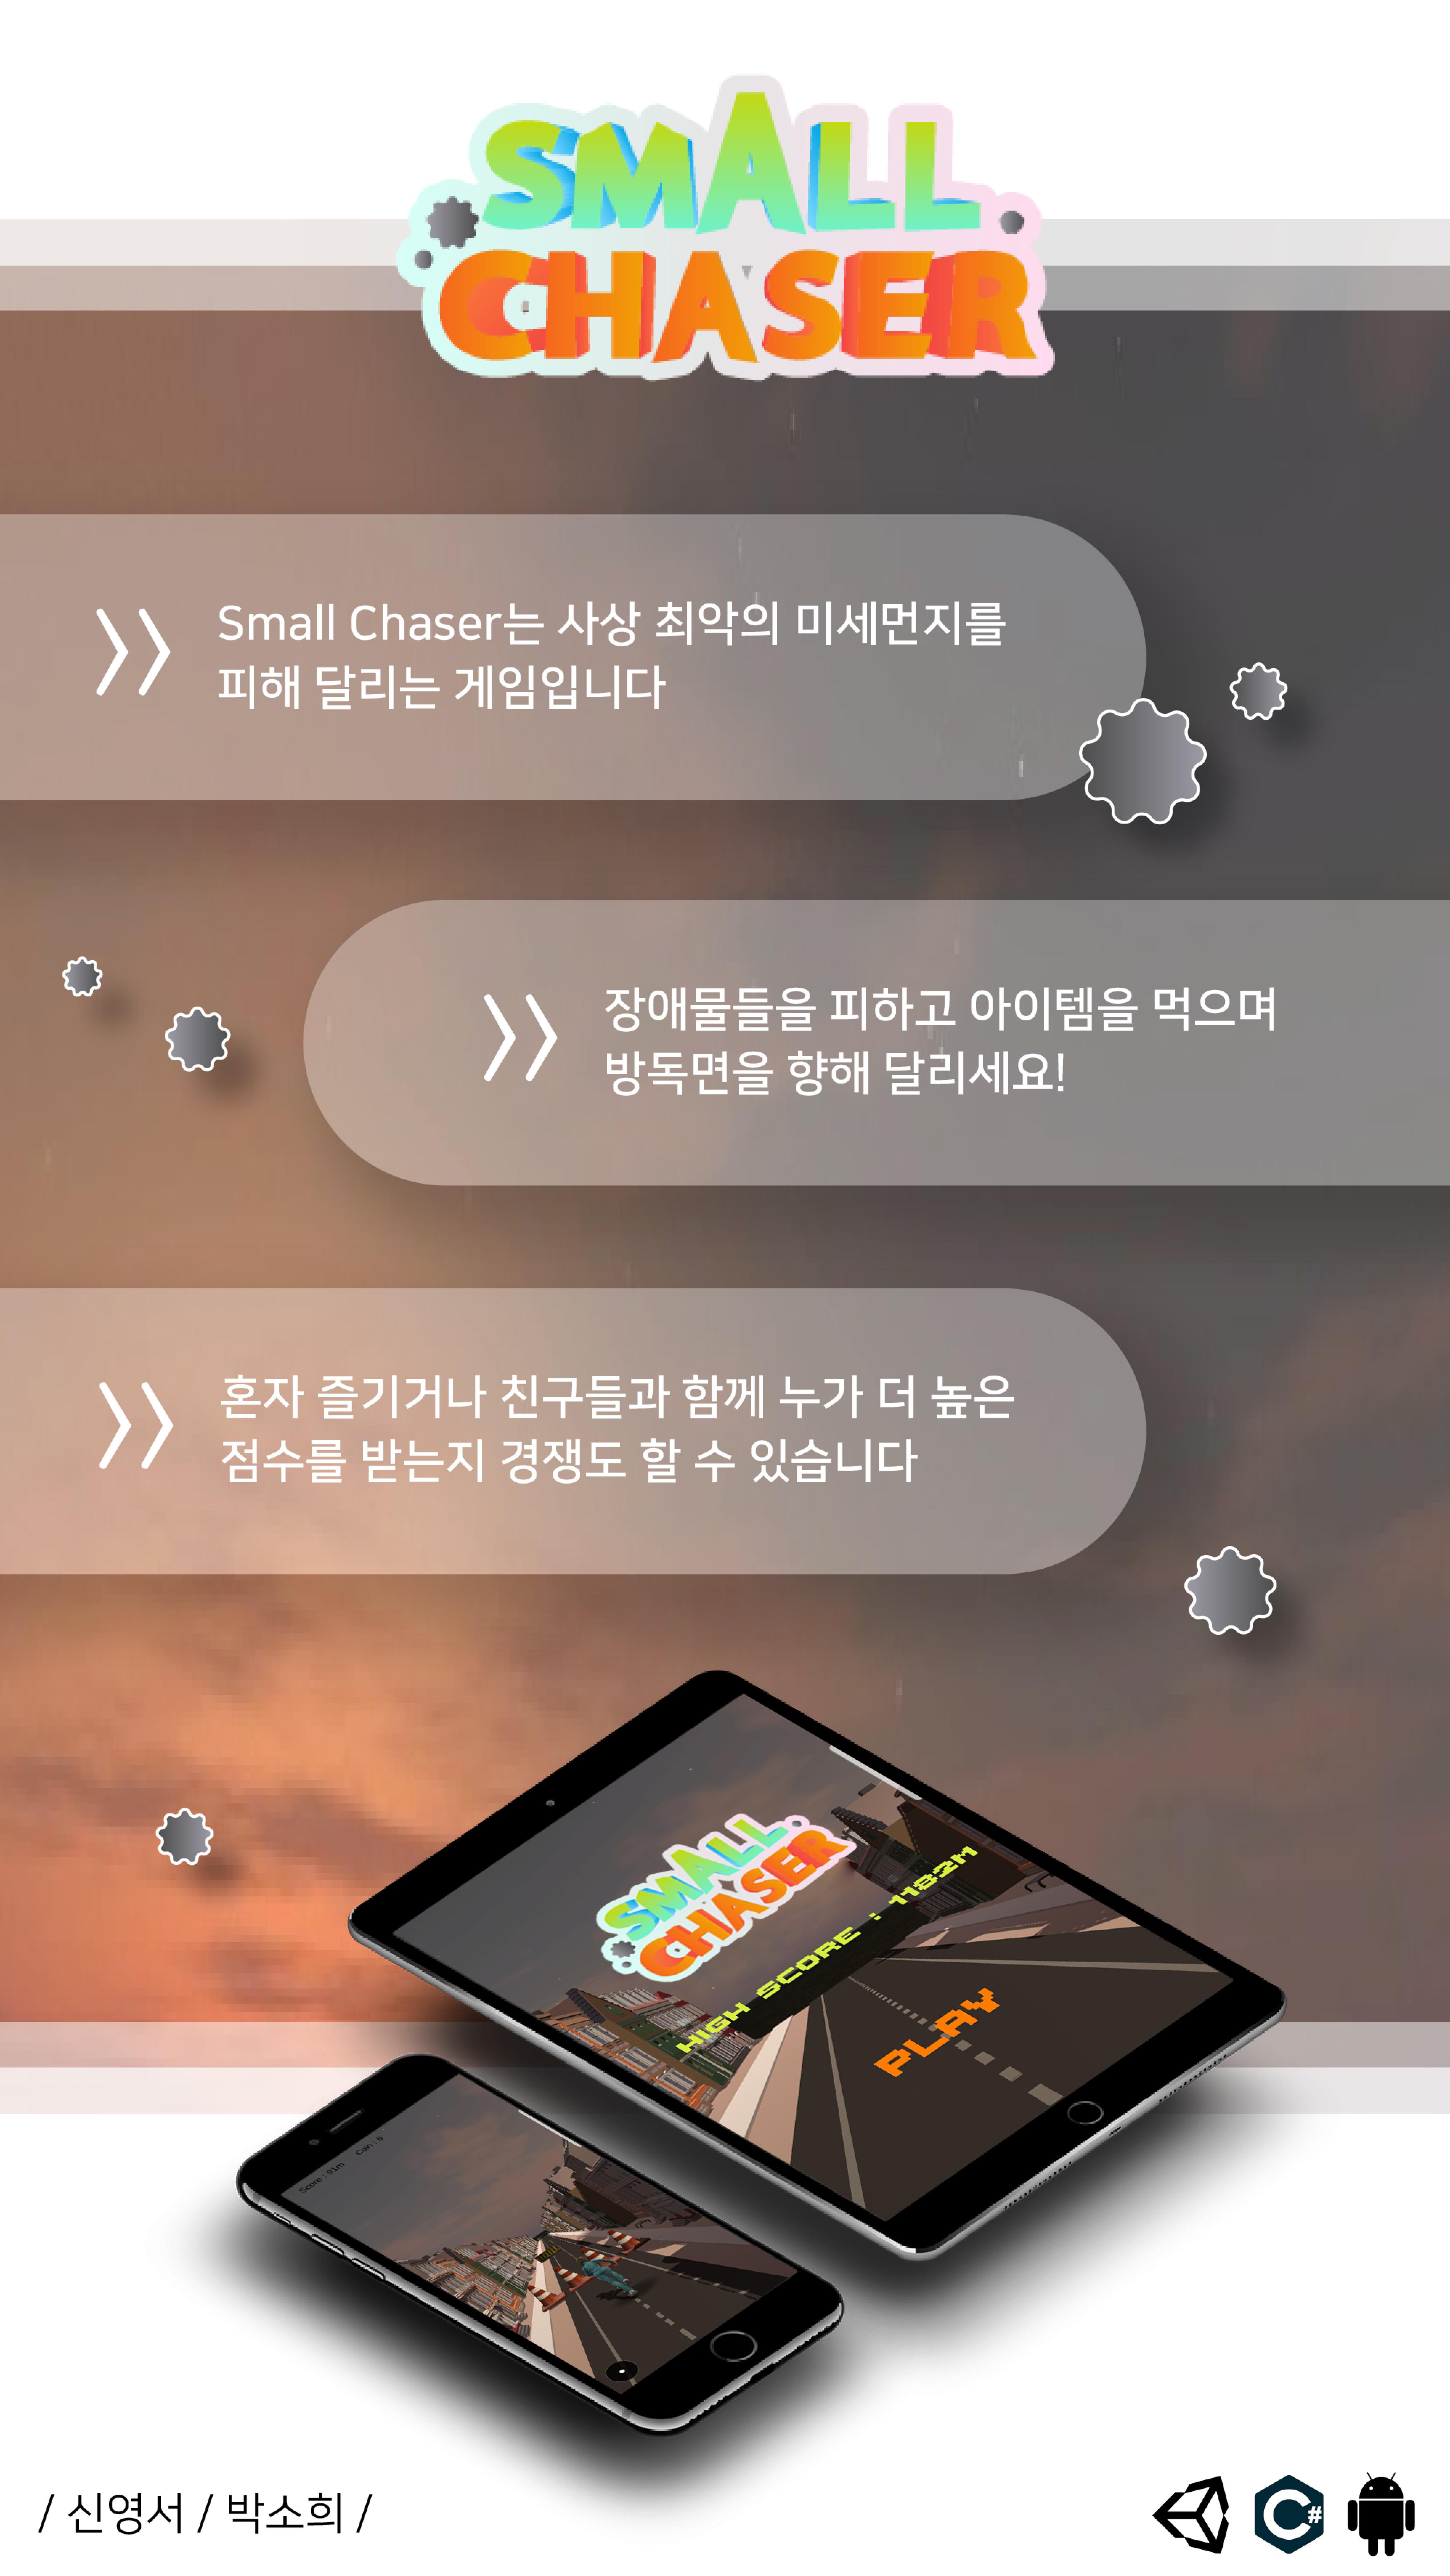 SMALL
CHASER
Small Chaser는 사상 최악의 미세먼지를
피해 달리는 게임입니다
장애물들을 피하고 아이템을 먹으며
방독면을 향해 달리세요!
혼자 즐기거나 친구들과 함께 누가 더 높은
점수를 받는지 경쟁도 할 수 있습니다
SMALL
CHASER
HIGH SCORE : 1182M
PLAY
Score : 91m Coin : 6
/ 신영서 / 박소희 /
C#